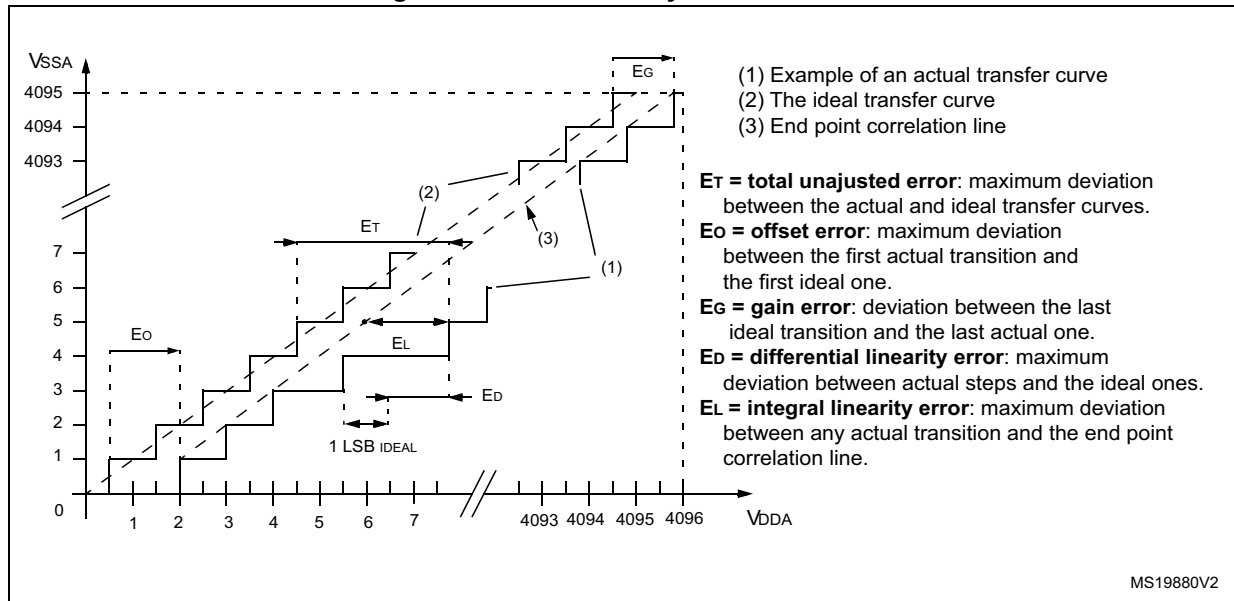 VSSA
EG
4095
4094
4093
(1) Example of an actual transfer curve
(2) The ideal transfer curve
(3) End point correlation line
ET = total unajusted error: maximum deviation
between the actual and ideal transfer curves.
EO = offset error: maximum deviation
between the first actual transition and
the first ideal one.
EG = gain error: deviation between the last
ideal transition and the last actual one.
ED = differential linearity error: maximum
deviation between actual steps and the ideal ones.
EL = integral linearity error: maximum deviation
between any actual transition and the end point
correlation line.
(2)
ET
(3)
(1)
7
6
5
4
3
2
1
0
EO
EL
ED
1 LSB IDEAL
1 2 3 4 5 6 7 4093 4094 4095 4096
VDDA
MS19880V2